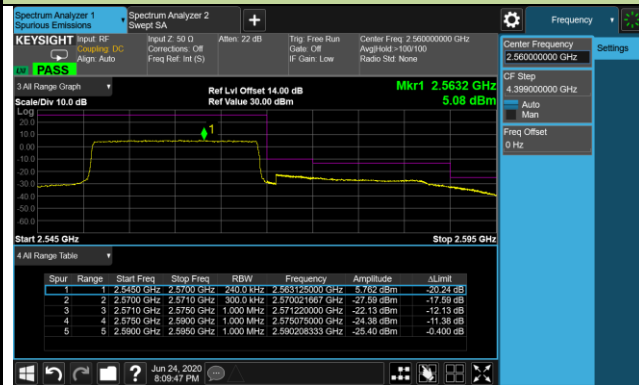 Spectrum Analyzer 1
Spurious Emissions
Spectrum Analyzer 2
Swept SA
Frequency
KEYSIGHT
Input: RF
Coupling: DC
Align: Auto
Input Z: 50 Ω
Corrections: Off
Freq Ref: Int (S)
Atten: 22 dB
Trig: Free Run
Gate: Off
IF Gain: Low
Center Freq: 2.560000000 GHz
Avg|Hold:>100/100
Radio Std: None
LXI PASS
Center Frequency
2.560000000 GHz
Settings
CF Step
4.399000000 GHz
Auto
Man
Freq Offset
0 Hz
3 All Range Graph
Scale/Div 10.0 dB
Ref Lvl Offset 14.00 dB
Ref Value 30.00 dBm
Mkr1 2.5632 GHz
5.08 dBm
Log
20.0
10.0
0.00
-10.0
-20.0
-30.0
-40.0
-50.0
-60.0
1
Start 2.545 GHz
Stop 2.595 GHz
4 All Range Table
Spur Range Start Freq Stop Freq RBW Frequency Amplitude ΔLimit
1 1 2.5450 GHz 2.5700 GHz 240.0 kHz 2.563125000 GHz 5.762 dBm -20.24 dB
2 2 2.5700 GHz 2.5710 GHz 300.0 kHz 2.570021667 GHz -27.59 dBm -17.59 dB
3 3 2.5710 GHz 2.5750 GHz 1.000 MHz 2.571220000 GHz -22.13 dBm -12.13 dB
4 4 2.5750 GHz 2.5900 GHz 1.000 MHz 2.575075000 GHz -24.38 dBm -11.38 dB
5 5 2.5900 GHz 2.5950 GHz 1.000 MHz 2.590208333 GHz -25.40 dBm -0.400 dB
Jun 24, 2020
8:09:47 PM